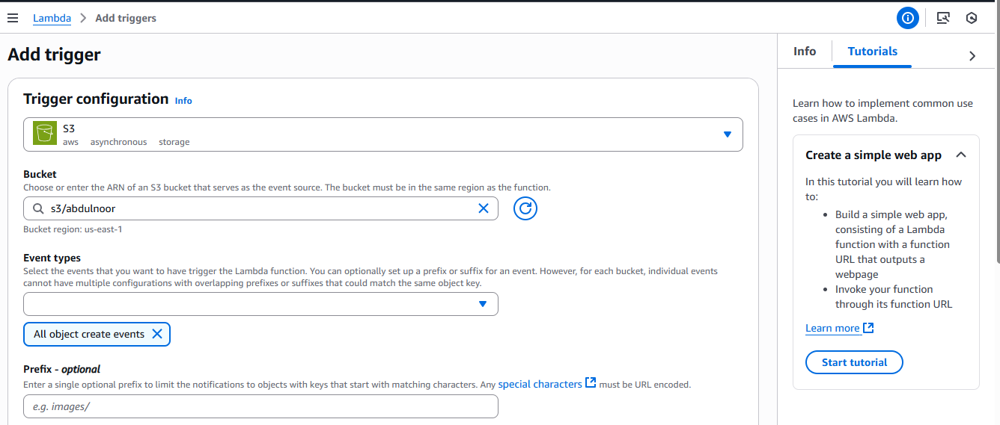 Lambda > Add triggers
Add trigger
Trigger configuration Info
S3
aws asynchronous storage
Bucket
Choose or enter the ARN of an S3 bucket that serves as the event source. The bucket must be in the same region as the function.
s3/abdulnoor
Bucket region: us-east-1
Event types
Select the events that you want to have trigger the Lambda function. You can optionally set up a prefix or suffix for an event. However, for each bucket, individual events
cannot have multiple configurations with overlapping prefixes or suffixes that could match the same object key.
All object create events
Prefix - optional
Enter a single optional prefix to limit the notifications to objects with keys that start with matching characters. Any special characters must be URL encoded.
e.g. images/
Info
Tutorials
Learn how to implement common use
cases in AWS Lambda.
Create a simple web app
In this tutorial you will learn how
to:
• Build a simple web app,
consisting of a Lambda
function with a function
URL that outputs a
webpage
• Invoke your function
through its function URL
Learn more
Start tutorial